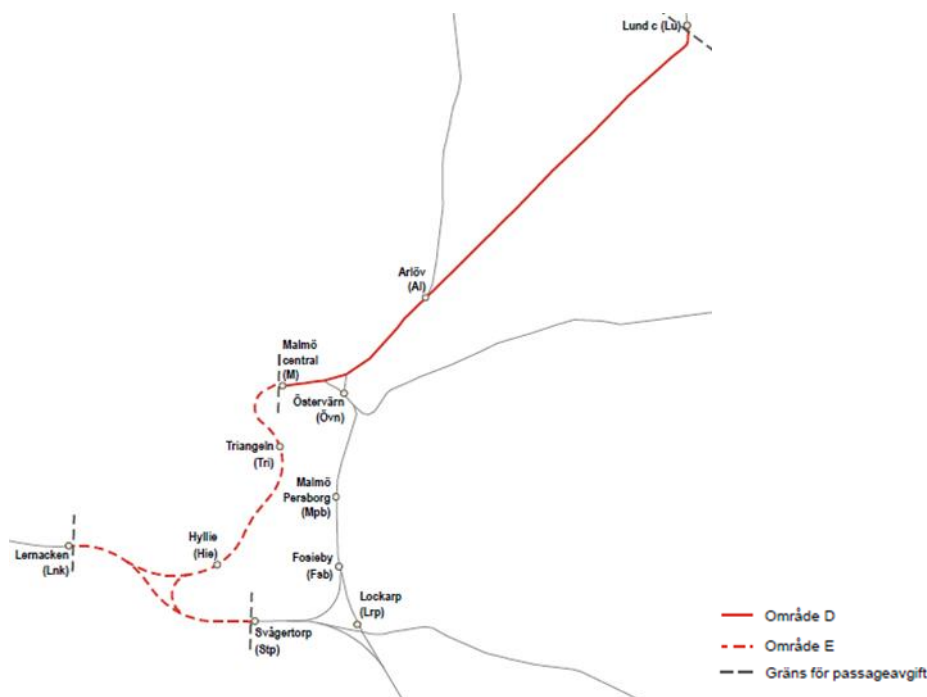 Lund c (Lu)
Arlöv
(Al)
Malmö
central
(M)
Östervärn
(Övn)
Triangeln
(Tri)
Malmö
Persborg
(Mpb)
Hyllie
(Hie)
Lernacken
(Lnk)
Fosieby
(Fsb)
Lockarp
(Lrp)
Svågertorp
(Stp)
Område D
Område E
Gräns för passageavgift